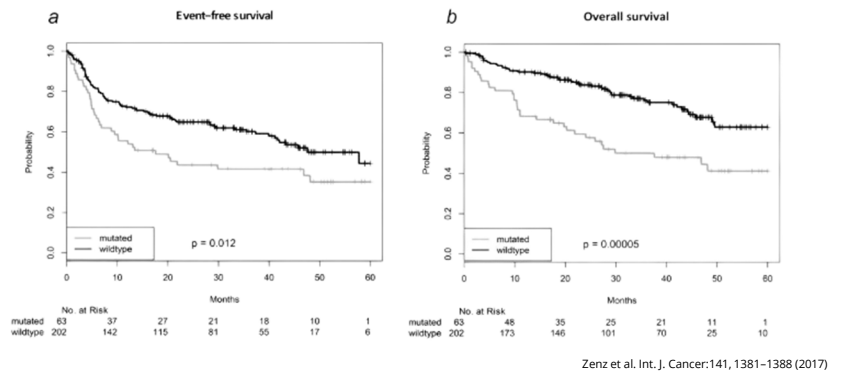 a Event-free survival
Probability
1.0
0.8
0.6
0.4
0.2
0.0
mutated
wildtype
p = 0.012
0 10 20 30 40 50 60
Months
No. at Risk
mutated 63 37 27 21 18 10 1
wildtype 202 142 115 81 55 17 6
b Overall survival
Probability
1.0
0.8
0.6
0.4
0.2
0.0
mutated
wildtype
p = 0.00005
0 10 20 30 40 50 60
Months
No. at Risk
mutated 63 48 35 25 21 11 1
wildtype 202 173 146 101 70 25 10
Zenz et al. Int. J. Cancer:141, 1381–1388 (2017)